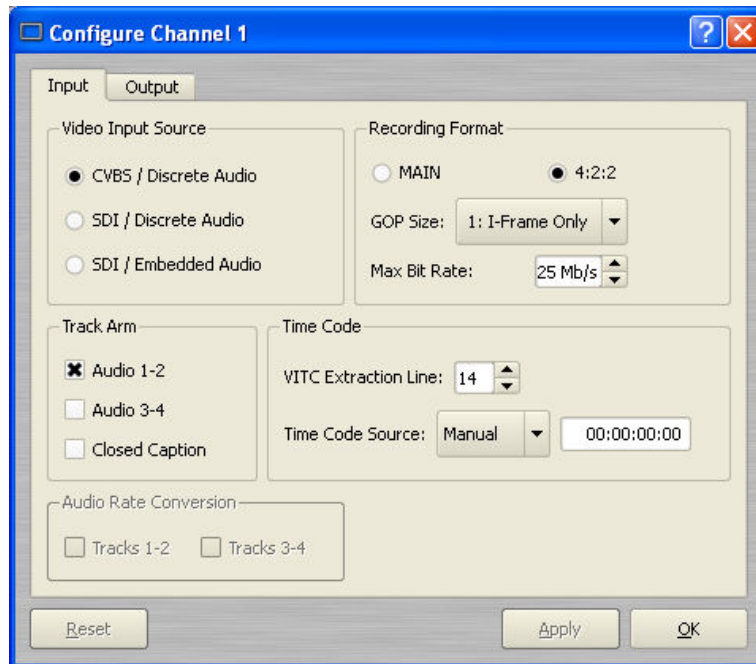 Configure Channel 1
?
Input Output
Video Input Source
CVBS / Discrete Audio
SDI / Discrete Audio
SDI / Embedded Audio
Recording Format
MAIN 4:2:2
GOP Size: 1: I-Frame Only
Max Bit Rate: 25 Mb/s
Track Arm
Audio 1-2
Audio 3-4
Closed Caption
Time Code
VITC Extraction Line: 14
Time Code Source: Manual 00:00:00:00
Audio Rate Conversion
Tracks 1-2 Tracks 3-4
Reset Apply OK